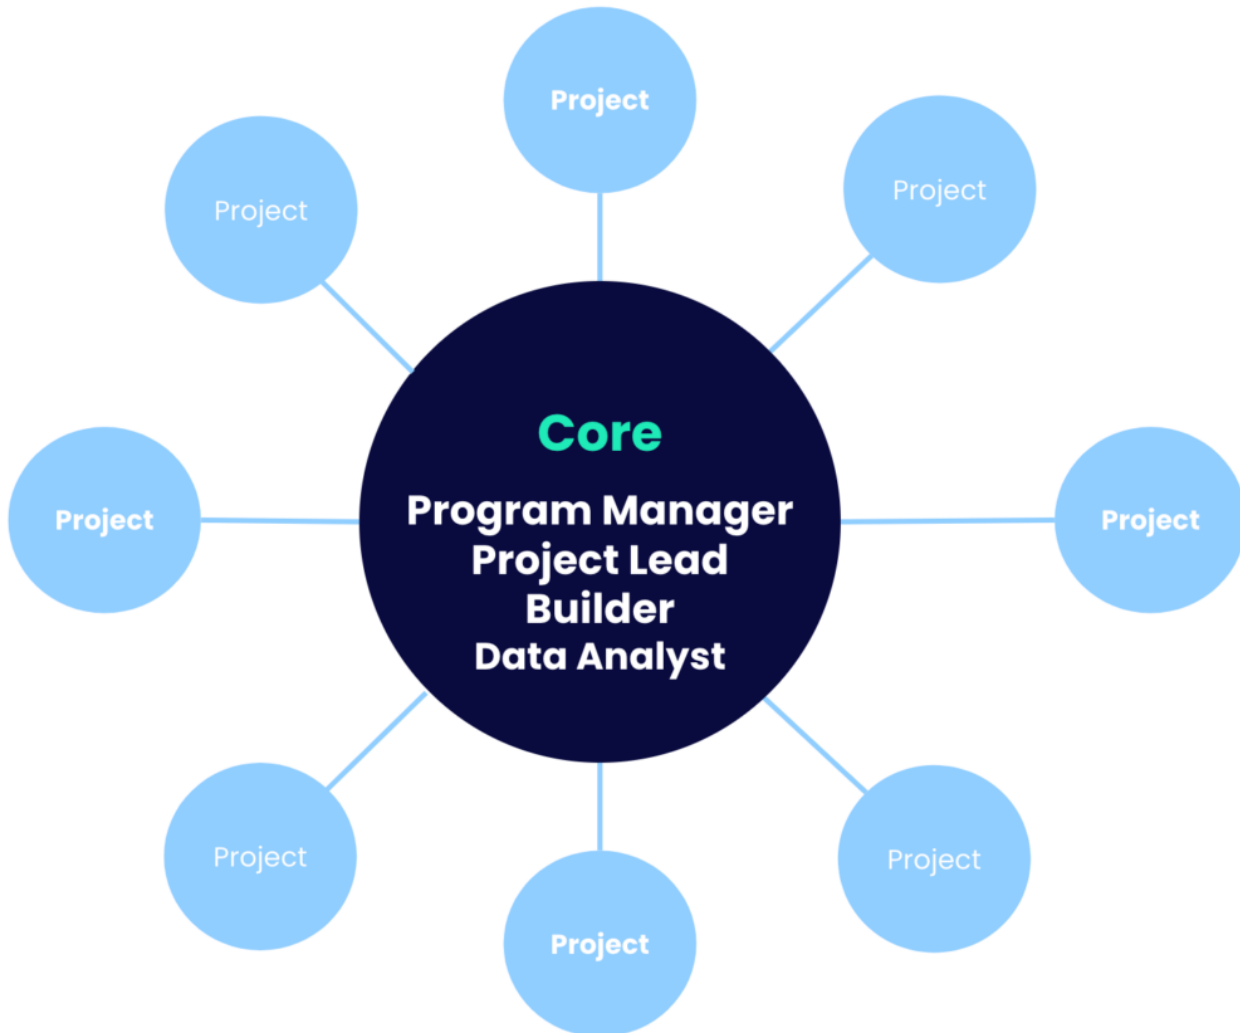 Project
Project
Project
Core
Program Manager
Project Lead
Builder
Data Analyst
Project
Project
Project
Project
Project